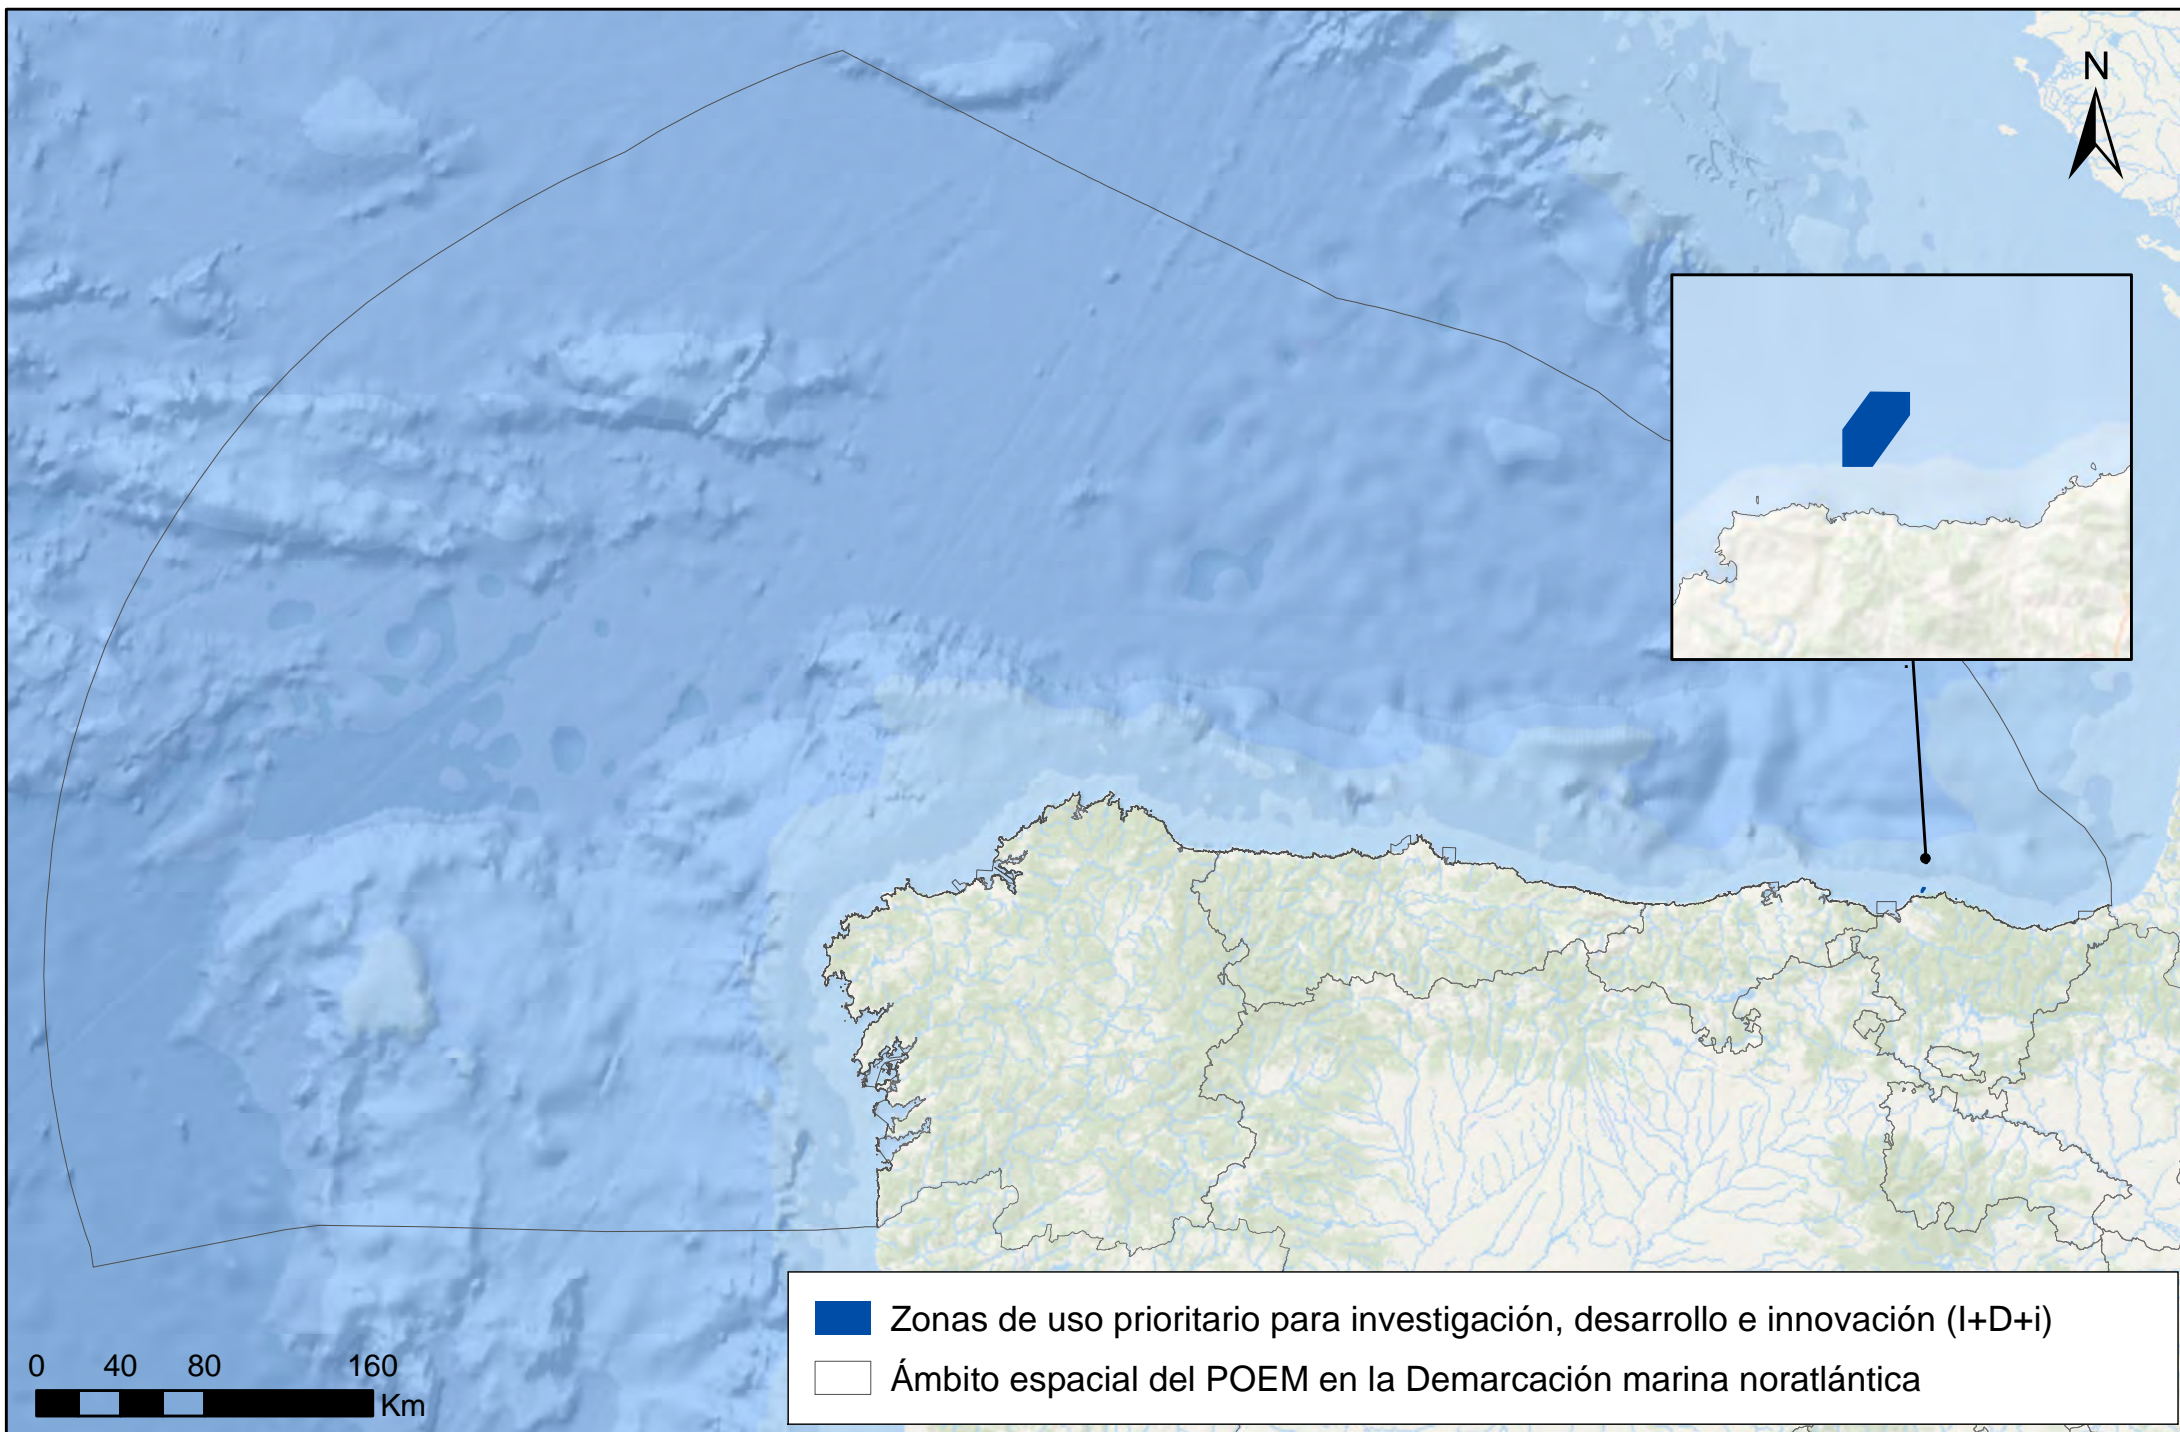 N
Zonas de uso prioritario para investigación, desarrollo e innovación (I+D+i)
Ámbito espacial del POEM en la Demarcación marina noratlántica
0 40 80 160
Km